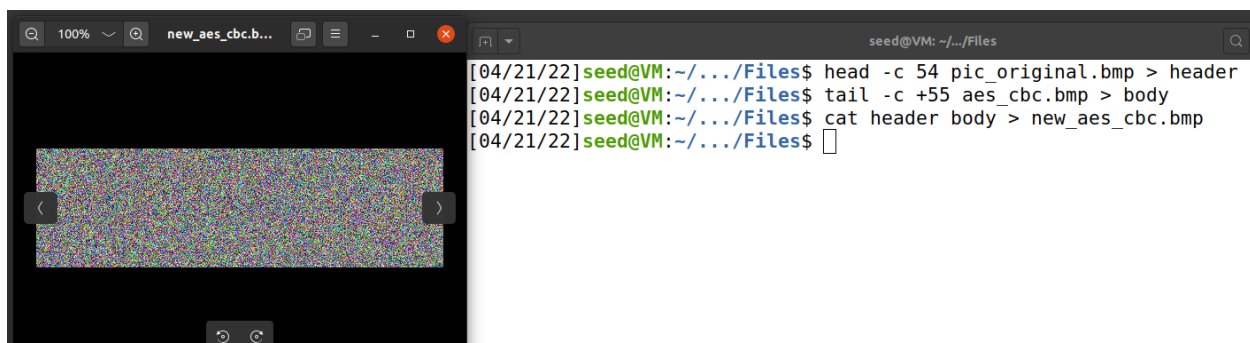 100% new_aes_cbc.b...
seed@VM: ~/.../Files
[04/21/22]seed@VM:~/.../Files$ head -c 54 pic_original.bmp > header
[04/21/22]seed@VM:~/.../Files$ tail -c +55 aes_cbc.bmp > body
[04/21/22]seed@VM:~/.../Files$ cat header body > new_aes_cbc.bmp
[04/21/22]seed@VM:~/.../Files$